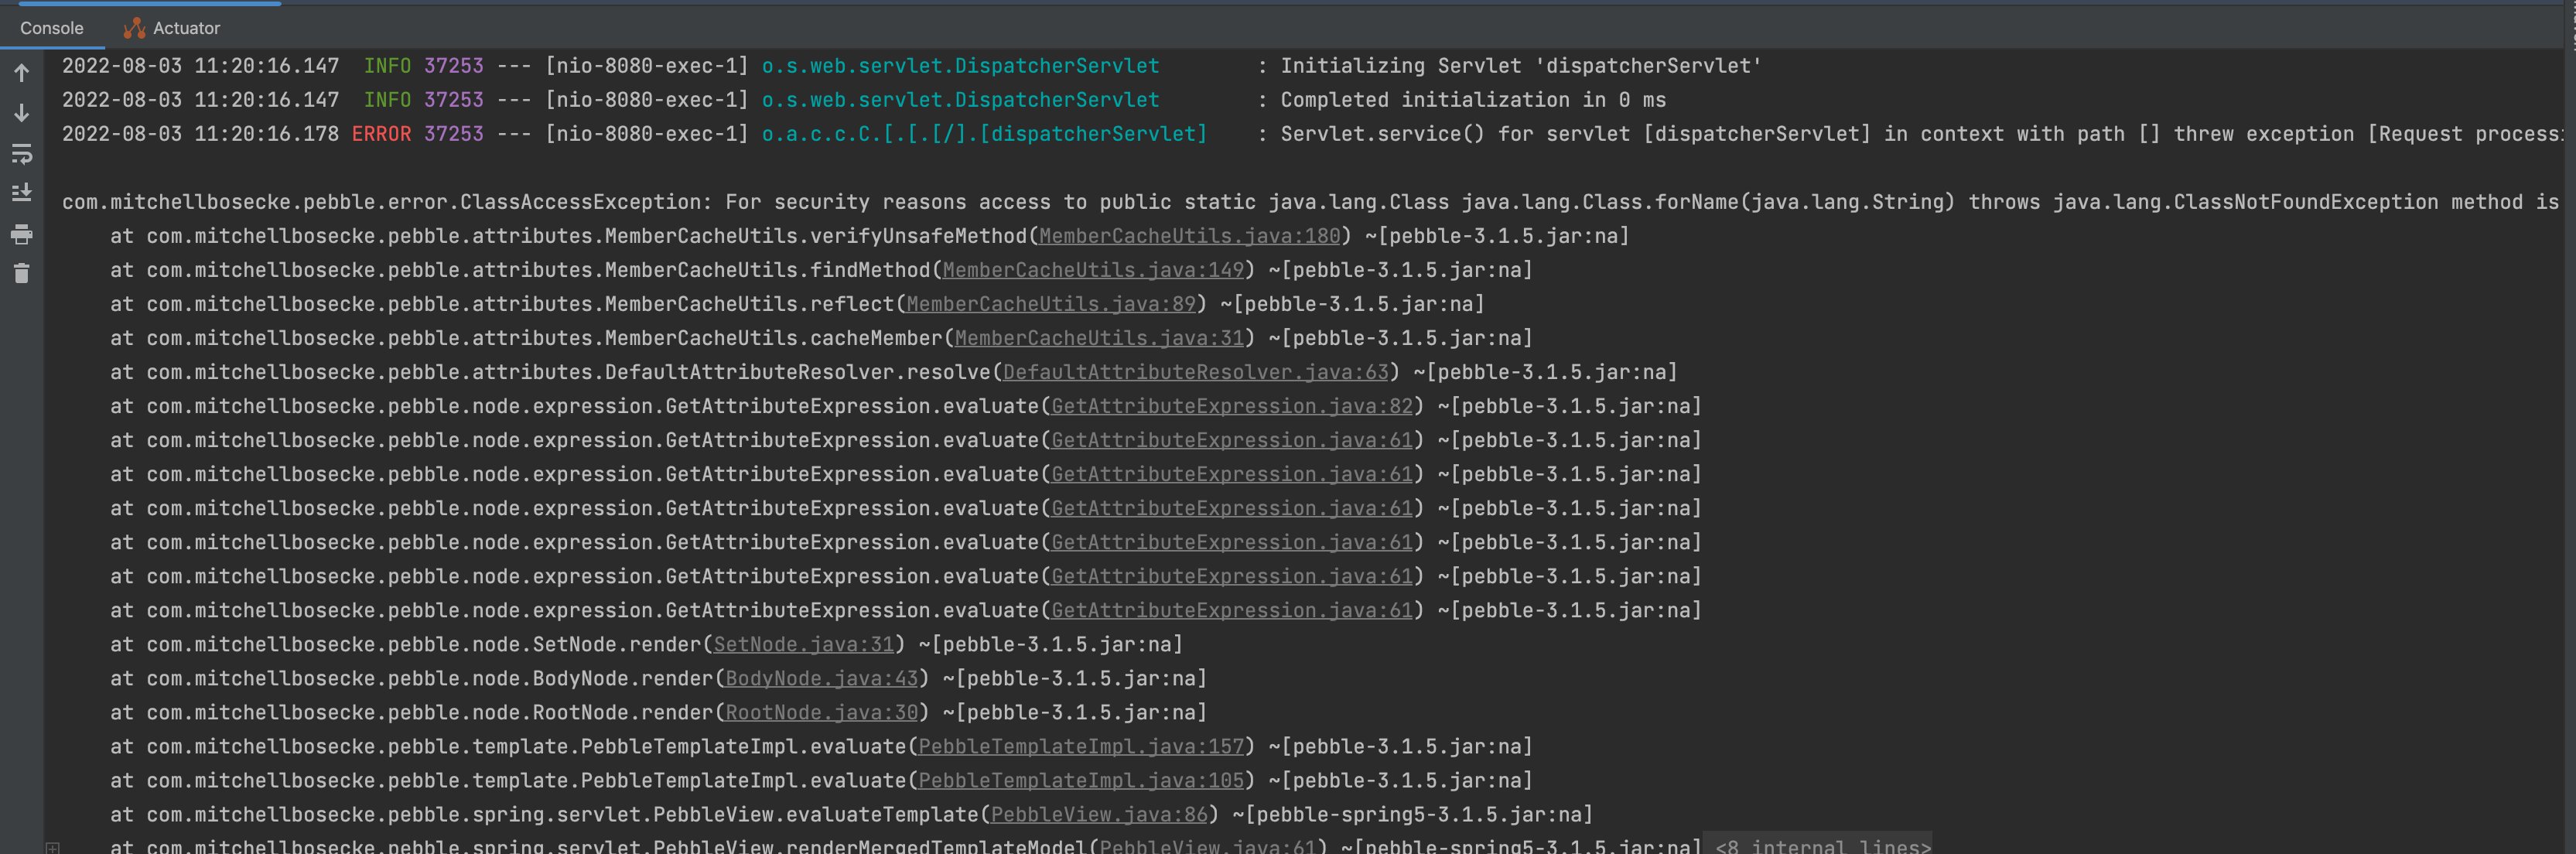 Console Actuator
2022-08-03 11:20:16.147  INFO 37253 --- [nio-8080-exec-1] o.s.web.servlet.DispatcherServlet        : Initializing Servlet 'dispatcherServlet'
2022-08-03 11:20:16.147  INFO 37253 --- [nio-8080-exec-1] o.s.web.servlet.DispatcherServlet        : Completed initialization in 0 ms
2022-08-03 11:20:16.178 ERROR 37253 --- [nio-8080-exec-1] o.a.c.c.C.[.[.[/].[dispatcherServlet]    : Servlet.service() for servlet [dispatcherServlet] in context with path [] threw exception [Request process
com.mitchellbosecke.pebble.error.ClassAccessException: For security reasons access to public static java.lang.Class java.lang.Class.forName(java.lang.String) throws java.lang.ClassNotFoundException method is
at com.mitchellbosecke.pebble.attributes.MemberCacheUtils.verifyUnsafeMethod(MemberCacheUtils.java:180) ~[pebble-3.1.5.jar:na]
at com.mitchellbosecke.pebble.attributes.MemberCacheUtils.findMethod(MemberCacheUtils.java:149) ~[pebble-3.1.5.jar:na]
at com.mitchellbosecke.pebble.attributes.MemberCacheUtils.reflect(MemberCacheUtils.java:89) ~[pebble-3.1.5.jar:na]
at com.mitchellbosecke.pebble.attributes.MemberCacheUtils.cacheMember(MemberCacheUtils.java:31) ~[pebble-3.1.5.jar:na]
at com.mitchellbosecke.pebble.attributes.DefaultAttributeResolver.resolve(DefaultAttributeResolver.java:63) ~[pebble-3.1.5.jar:na]
at com.mitchellbosecke.pebble.node.expression.GetAttributeExpression.evaluate(GetAttributeExpression.java:82) ~[pebble-3.1.5.jar:na]
at com.mitchellbosecke.pebble.node.expression.GetAttributeExpression.evaluate(GetAttributeExpression.java:61) ~[pebble-3.1.5.jar:na]
at com.mitchellbosecke.pebble.node.expression.GetAttributeExpression.evaluate(GetAttributeExpression.java:61) ~[pebble-3.1.5.jar:na]
at com.mitchellbosecke.pebble.node.expression.GetAttributeExpression.evaluate(GetAttributeExpression.java:61) ~[pebble-3.1.5.jar:na]
at com.mitchellbosecke.pebble.node.expression.GetAttributeExpression.evaluate(GetAttributeExpression.java:61) ~[pebble-3.1.5.jar:na]
at com.mitchellbosecke.pebble.node.expression.GetAttributeExpression.evaluate(GetAttributeExpression.java:61) ~[pebble-3.1.5.jar:na]
at com.mitchellbosecke.pebble.node.expression.GetAttributeExpression.evaluate(GetAttributeExpression.java:61) ~[pebble-3.1.5.jar:na]
at com.mitchellbosecke.pebble.node.SetNode.render(SetNode.java:31) ~[pebble-3.1.5.jar:na]
at com.mitchellbosecke.pebble.node.BodyNode.render(BodyNode.java:43) ~[pebble-3.1.5.jar:na]
at com.mitchellbosecke.pebble.node.RootNode.render(RootNode.java:30) ~[pebble-3.1.5.jar:na]
at com.mitchellbosecke.pebble.template.PebbleTemplateImpl.evaluate(PebbleTemplateImpl.java:157) ~[pebble-3.1.5.jar:na]
at com.mitchellbosecke.pebble.template.PebbleTemplateImpl.evaluate(PebbleTemplateImpl.java:105) ~[pebble-3.1.5.jar:na]
at com.mitchellbosecke.pebble.spring.servlet.PebbleView.evaluateTemplate(PebbleView.java:86) ~[pebble-spring5-3.1.5.jar:na]
at com.mitchellbosecke.pebble.spring.servlet.PebbleView.renderMergedTemplateModel(PebbleView.java:61) ~[pebble-spring5-3.1.5.jar:na] <8 internal lines>